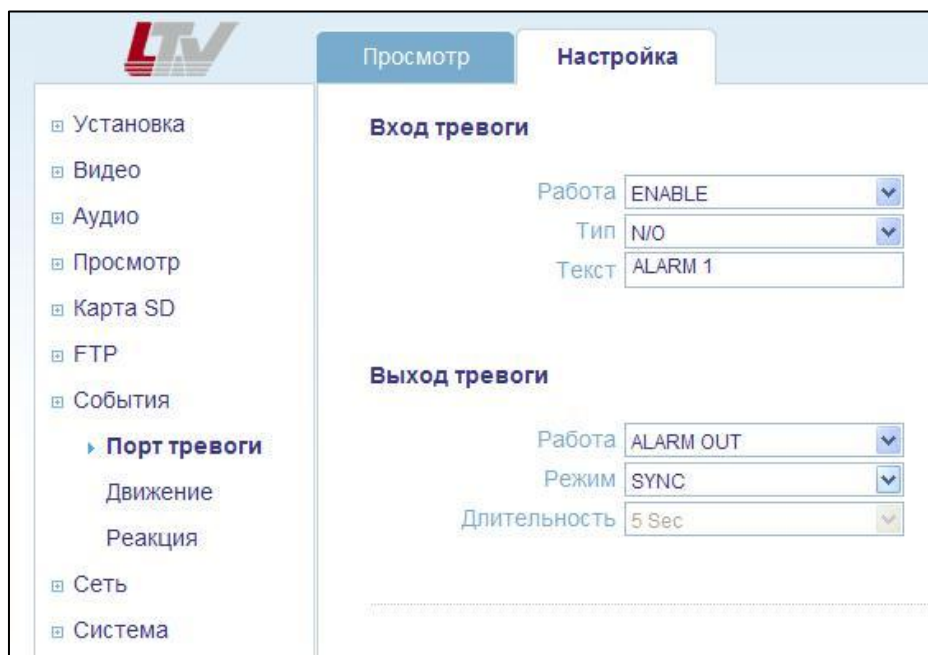 LTV
Просмотр
Настройка
Установка
Видео
Аудио
Просмотр
Карта SD
FTP
События
Порт тревоги
Движение
Реакция
Сеть
Система
Вход тревоги
Работа ENABLE
Тип N/O
Текст ALARM 1
Выход тревоги
Работа ALARM OUT
Режим SYNC
Длительность 5 Sec